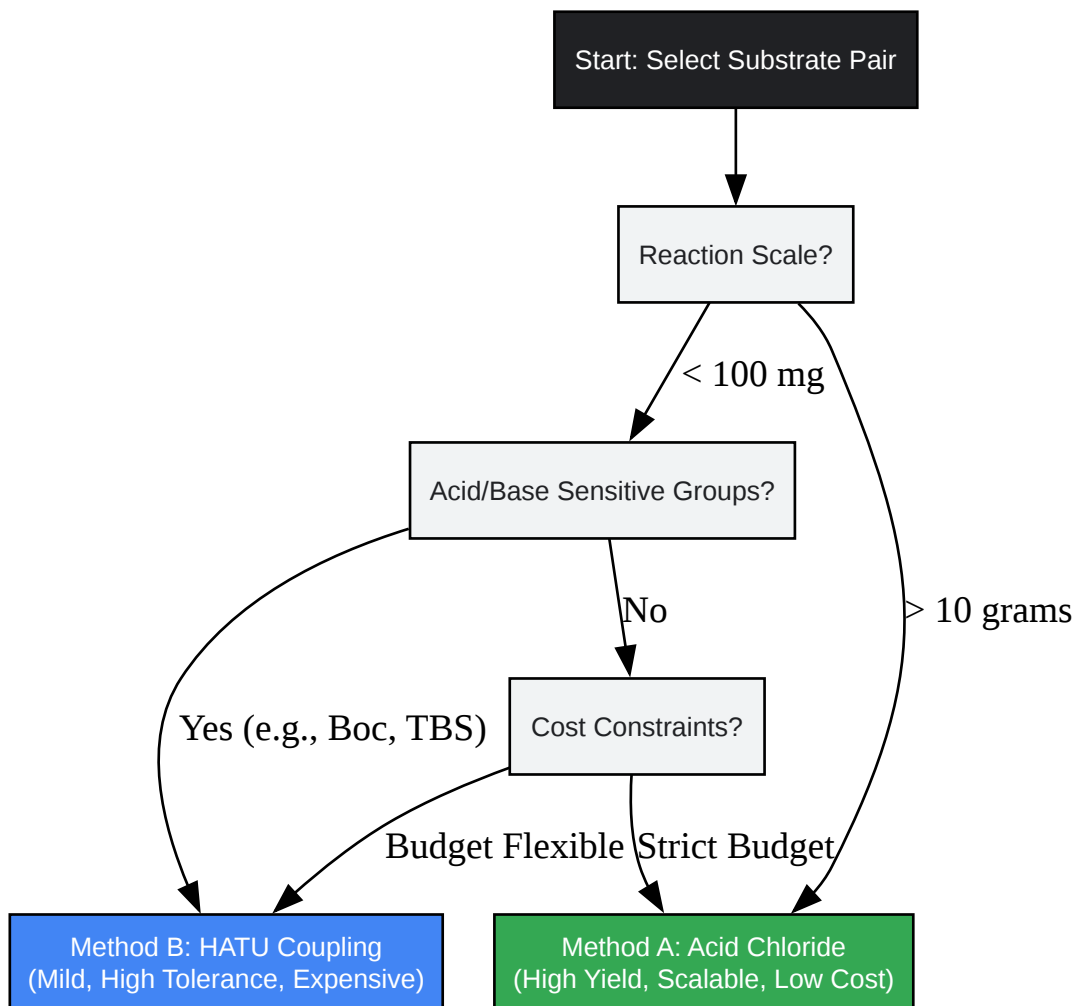 Start: Select Substrate Pair
Reaction Scale?
< 100 mg
Acid/Base Sensitive Groups?
No
> 10 grams
Yes (e.g., Boc, TBS)
Cost Constraints?
Budget Flexible
Strict Budget
Method B: HATU Coupling
(Mild, High Tolerance, Expensive)
Method A: Acid Chloride
(High Yield, Scalable, Low Cost)